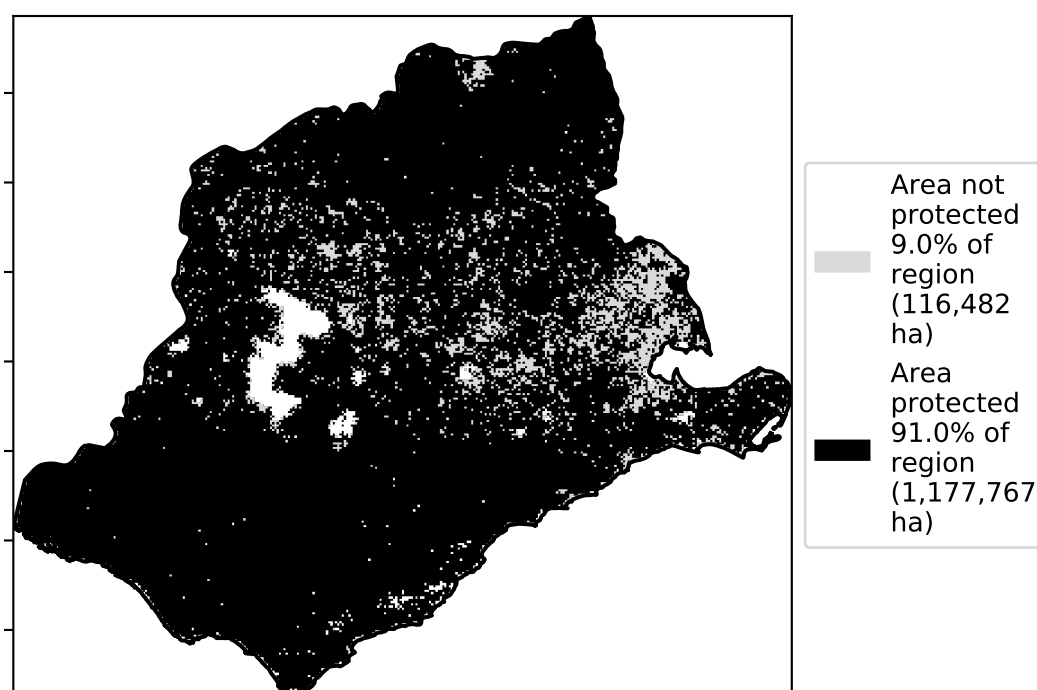 Area not
protected
9.0% of
region
(116,482
ha)
Area
protected
91.0% of
region
(1,177,767
ha)